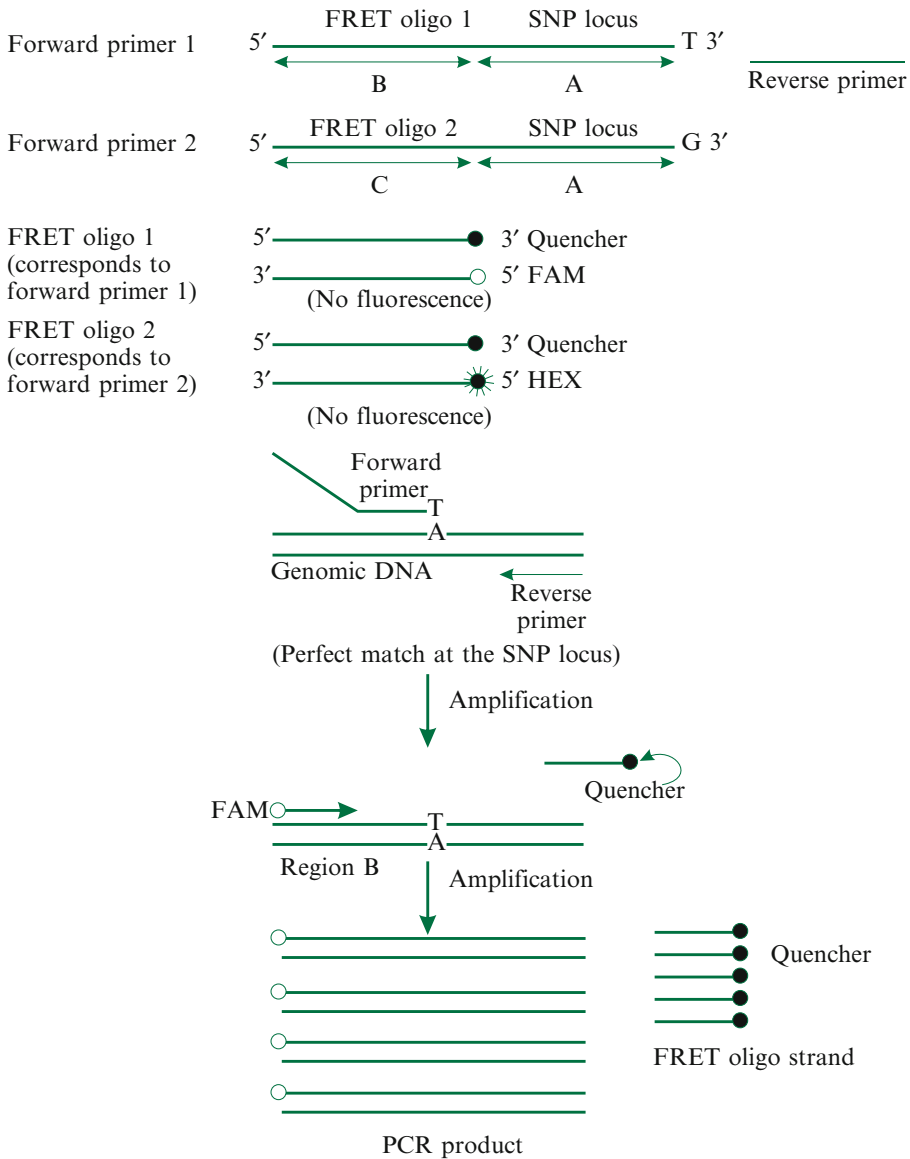 FRET oligo 1 SNP locus
Forward primer 1 5′ T 3′
B A Reverse primer
FRET oligo 2 SNP locus
Forward primer 2 5′ G 3′
C A
FRET oligo 1 5′ 3′ Quencher
(corresponds to 3′ 5′ FAM
forward primer 1) (No fluorescence)
FRET oligo 2 5′ 3′ Quencher
(corresponds to
forward primer 2) 3′ 5′ HEX
(No fluorescence)
Forward
primer
T
A
Genomic DNA
Reverse
primer
(Perfect match at the SNP locus)
Amplification
Quencher
FAM
T
A
Region B
Amplification
Quencher
FRET oligo strand
PCR product